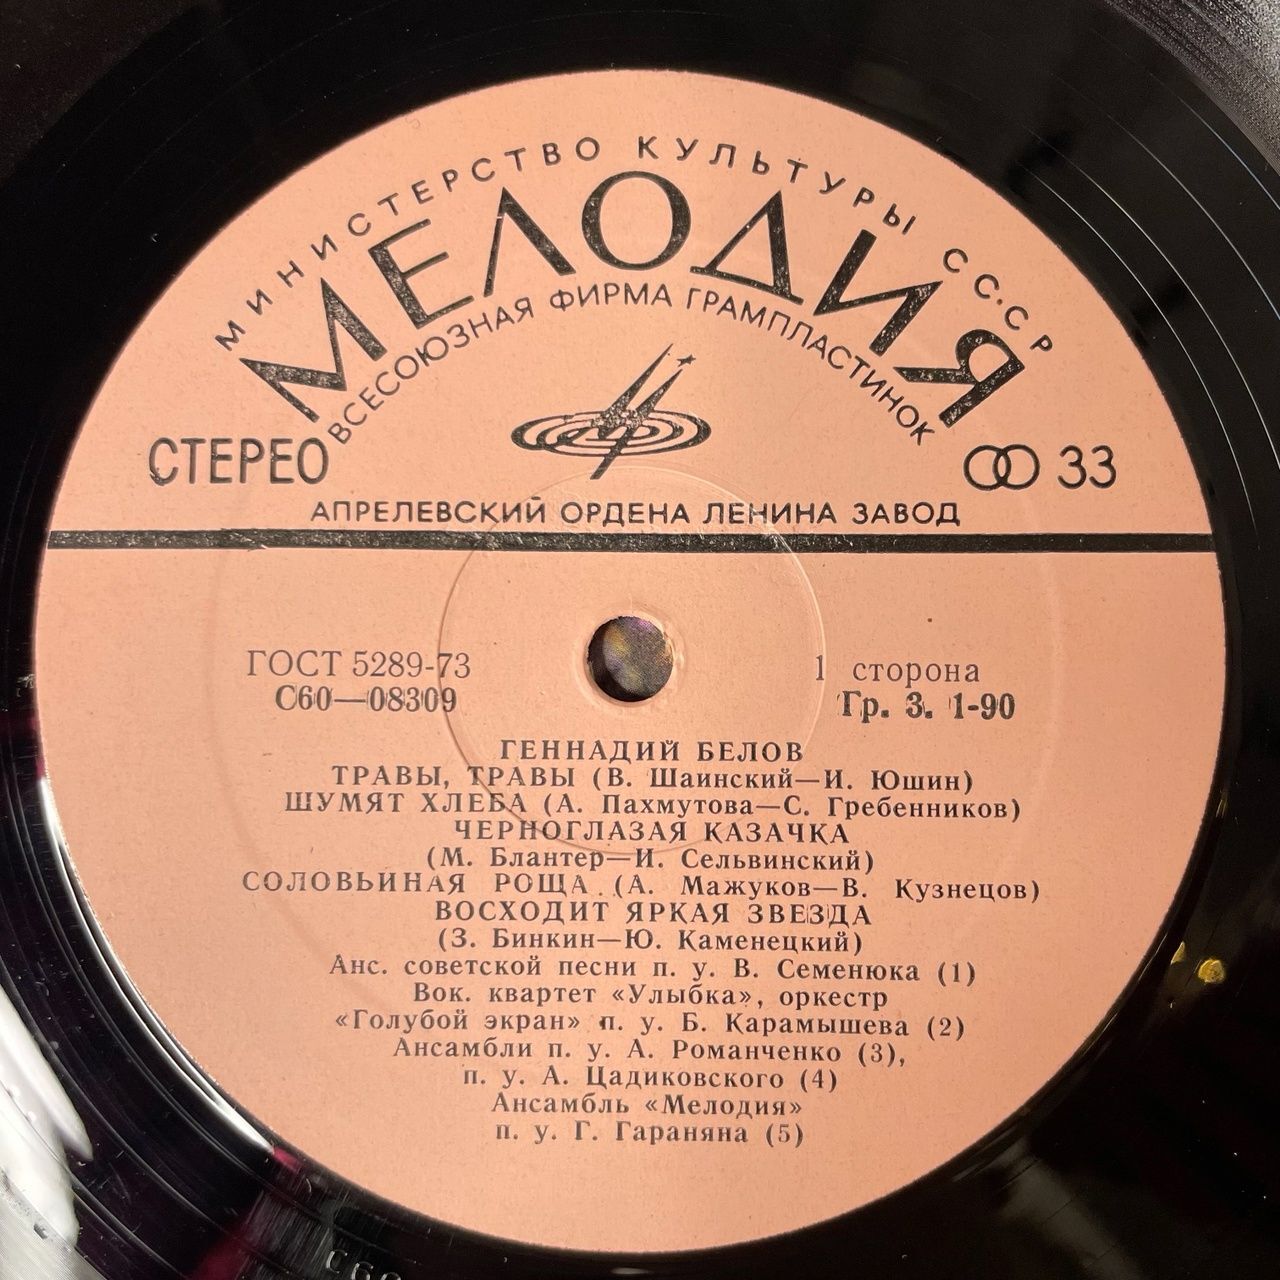 МИНИСТЕРСТВО КУЛЬТУРЫ СССР
МЕЛОДИЯ
ВСЕСОЮЗНАЯ ФИРМА ГРАМПЛАСТИНОК
СТЕРЕО
33
АПРЕЛЕВСКИЙ ОРДЕНА ЛЕНИНА ЗАВОД
ГОСТ 5289-73
1 сторона
С60—08309
Гр. 3. 1-90
ГЕННАДИЙ БЕЛОВ
ТРАВЫ, ТРАВЫ (В. Шаинский—И. Юшин)
ШУМЯТ ХЛЕБА (А. Пахмутова—С. Гребенников)
ЧЕРНОГЛАЗАЯ КАЗАЧКА
(М. Блантер—И. Сельвинский)
СОЛОВЬИНАЯ РОЩА (А. Мажуков—В. Кузнецов)
ВОСХОДИТ ЯРКАЯ ЗВЕЗДА
(З. Бинкин—Ю. Каменецкий)
Анс. советской песни п. у. В. Семенюка (1)
Вок. квартет «Улыбка», оркестр
«Голубой экран» п. у. Б. Карамышева (2)
Ансамбли п. у. А. Романченко (3),
п. у. А. Цадиковского (4)
Ансамбль «Мелодия»
п. у. Г. Гараняна (5)